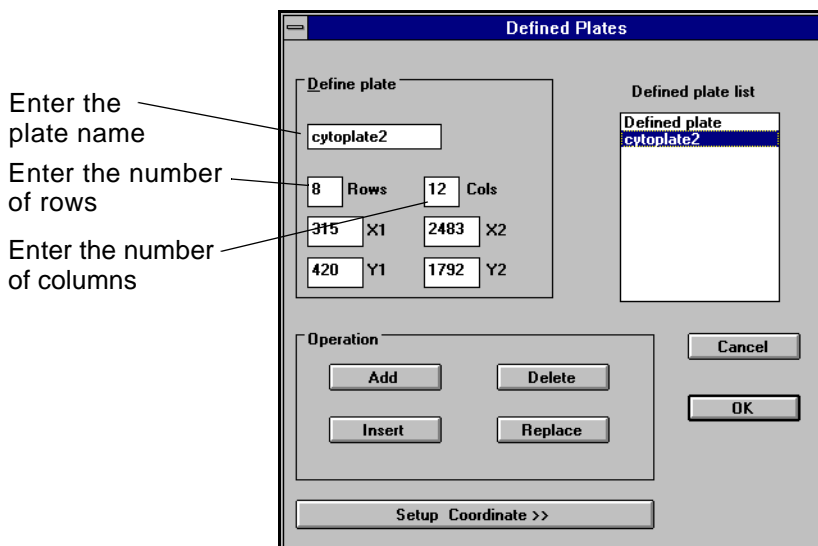 Defined Plates
Enter the
plate name
Enter the number
of rows
Enter the number
of columns
Define plate
cytoplate2
8 Rows 12 Cols
315 X1 2483 X2
420 Y1 1792 Y2
Defined plate list
Defined plate
cytoplate2
Operation
Add Delete
Insert Replace
Cancel
OK
Setup Coordinate >>